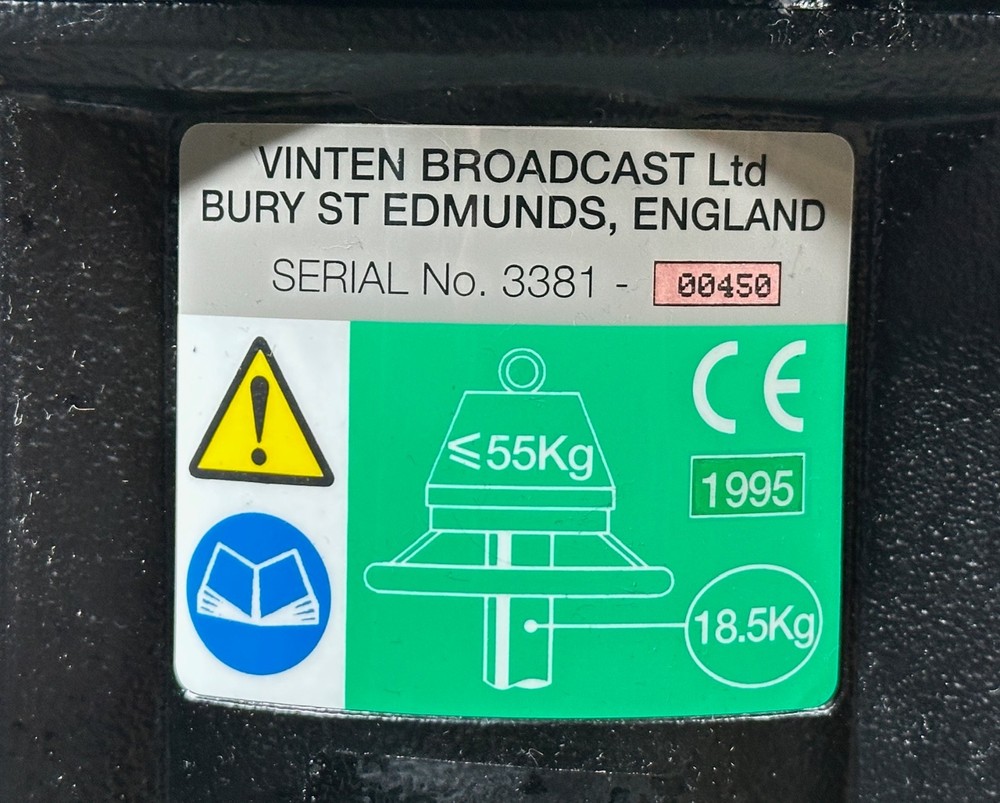 VINTEN BROADCAST Ltd
BURY ST EDMUNDS, ENGLAND
SERIAL No. 3381 - 00450
CE
≤55Kg
1995
18.5Kg